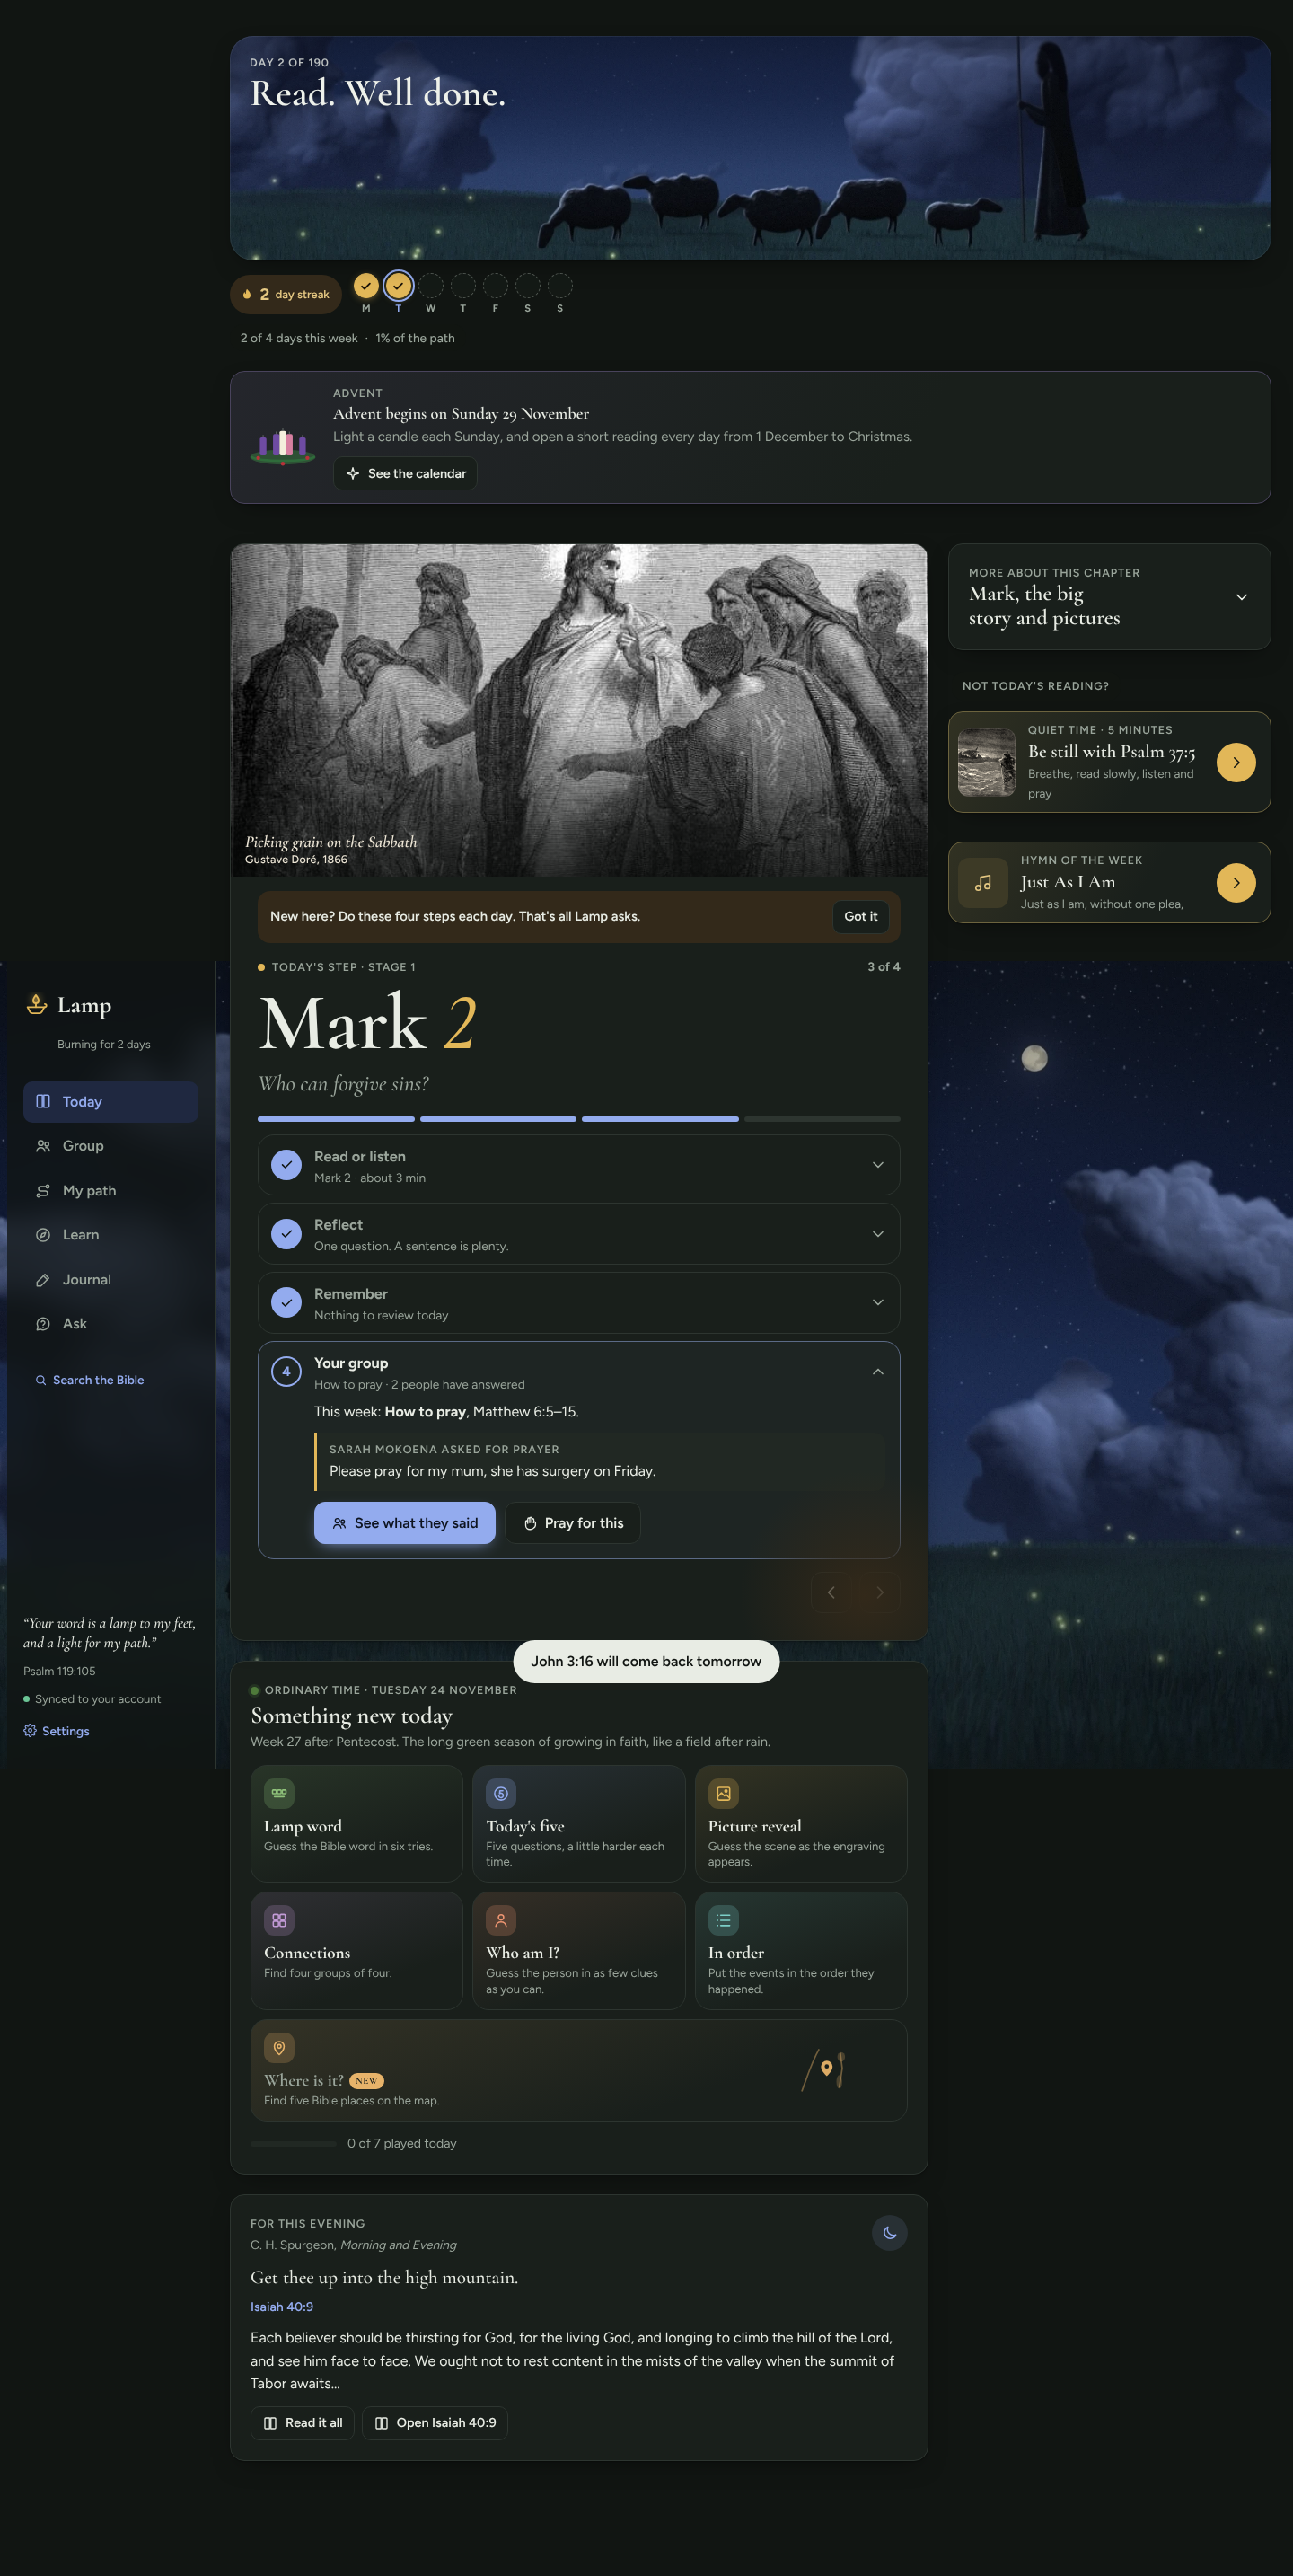 DAY 2 OF 190
Read. Well done.
2 day streak
M T W T F S S
2 of 4 days this week · 1% of the path
ADVENT
Advent begins on Sunday 29 November
Light a candle each Sunday, and open a short reading every day from 1 December to Christmas.
See the calendar
Picking grain on the Sabbath
Gustave Doré, 1866
New here? Do these four steps each day. That's all Lamp asks.
Got it
TODAY'S STEP · STAGE 1
3 of 4
Mark 2
Who can forgive sins?
Read or listen
Mark 2 · about 3 min
Reflect
One question. A sentence is plenty.
Remember
Nothing to review today
4
Your group
How to pray · 2 people have answered
This week: How to pray, Matthew 6:5–15.
SARAH MOKOENA ASKED FOR PRAYER
Please pray for my mum, she has surgery on Friday.
See what they said
Pray for this
MORE ABOUT THIS CHAPTER
Mark, the big
story and pictures
NOT TODAY'S READING?
QUIET TIME · 5 MINUTES
Be still with Psalm 37:5
Breathe, read slowly, listen and
pray
HYMN OF THE WEEK
Just As I Am
Just as I am, without one plea,
Lamp
Burning for 2 days
Today
Group
My path
Learn
Journal
Ask
Search the Bible
“Your word is a lamp to my feet,
and a light for my path.”
Psalm 119:105
Synced to your account
Settings
John 3:16 will come back tomorrow
ORDINARY TIME · TUESDAY 24 NOVEMBER
Something new today
Week 27 after Pentecost. The long green season of growing in faith, like a field after rain.
Lamp word
Guess the Bible word in six tries.
5
Today's five
Five questions, a little harder each
time.
Picture reveal
Guess the scene as the engraving
appears.
Connections
Find four groups of four.
Who am I?
Guess the person in as few clues
as you can.
In order
Put the events in the order they
happened.
Where is it? NEW
Find five Bible places on the map.
0 of 7 played today
FOR THIS EVENING
C. H. Spurgeon, Morning and Evening
Get thee up into the high mountain.
Isaiah 40:9
Each believer should be thirsting for God, for the living God, and longing to climb the hill of the Lord,
and see him face to face. We ought not to rest content in the mists of the valley when the summit of
Tabor awaits…
Read it all
Open Isaiah 40:9